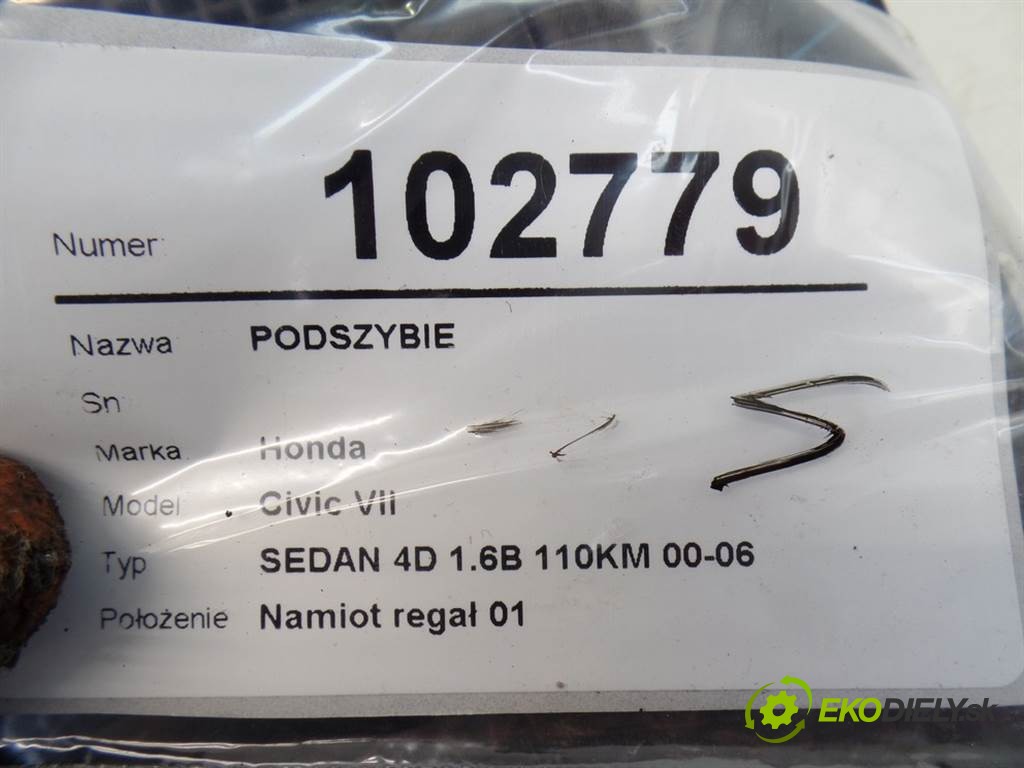 Numer: 102779
Nazwa PODSZYBIE
Sn
Marka Honda
Model Civic VII
Typ SEDAN 4D 1.6B 110KM 00-06
Położenie Namiot regał 01
S
EKODIELY.sk